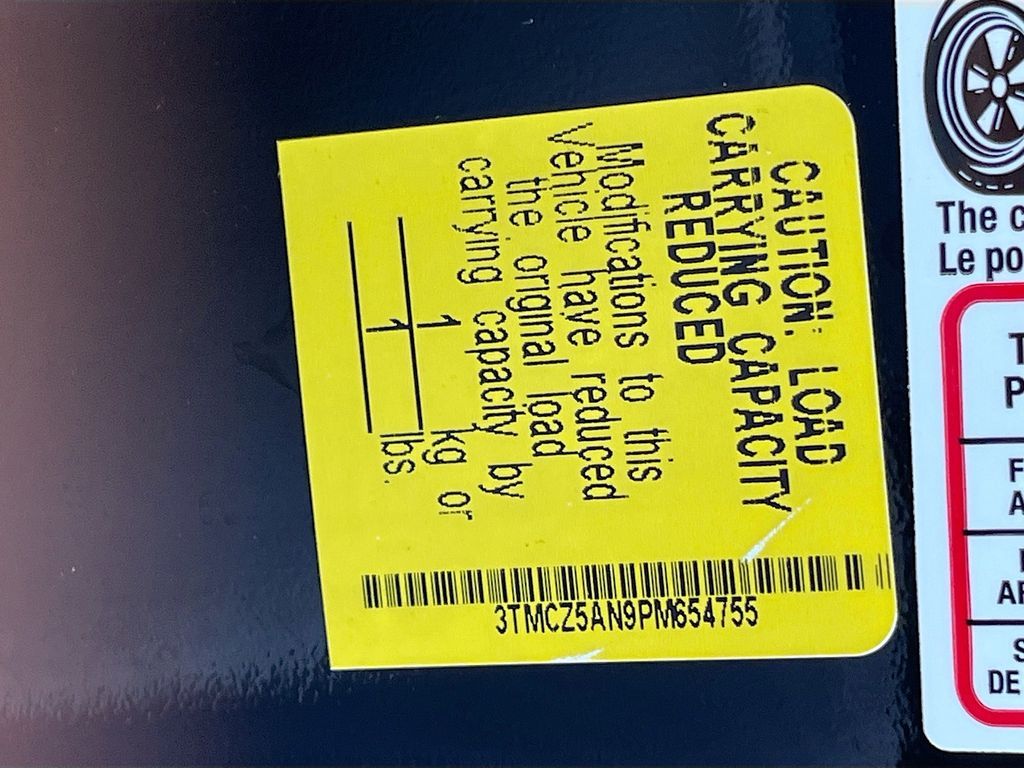 CAUTION: LOAD
CARRYING CAPACITY
REDUCED
Modifications to this
Vehicle have reduced
the original load
carrying capacity by
1 kg or
1 lbs.
3TMCZ5AN9PM654755
The
Le